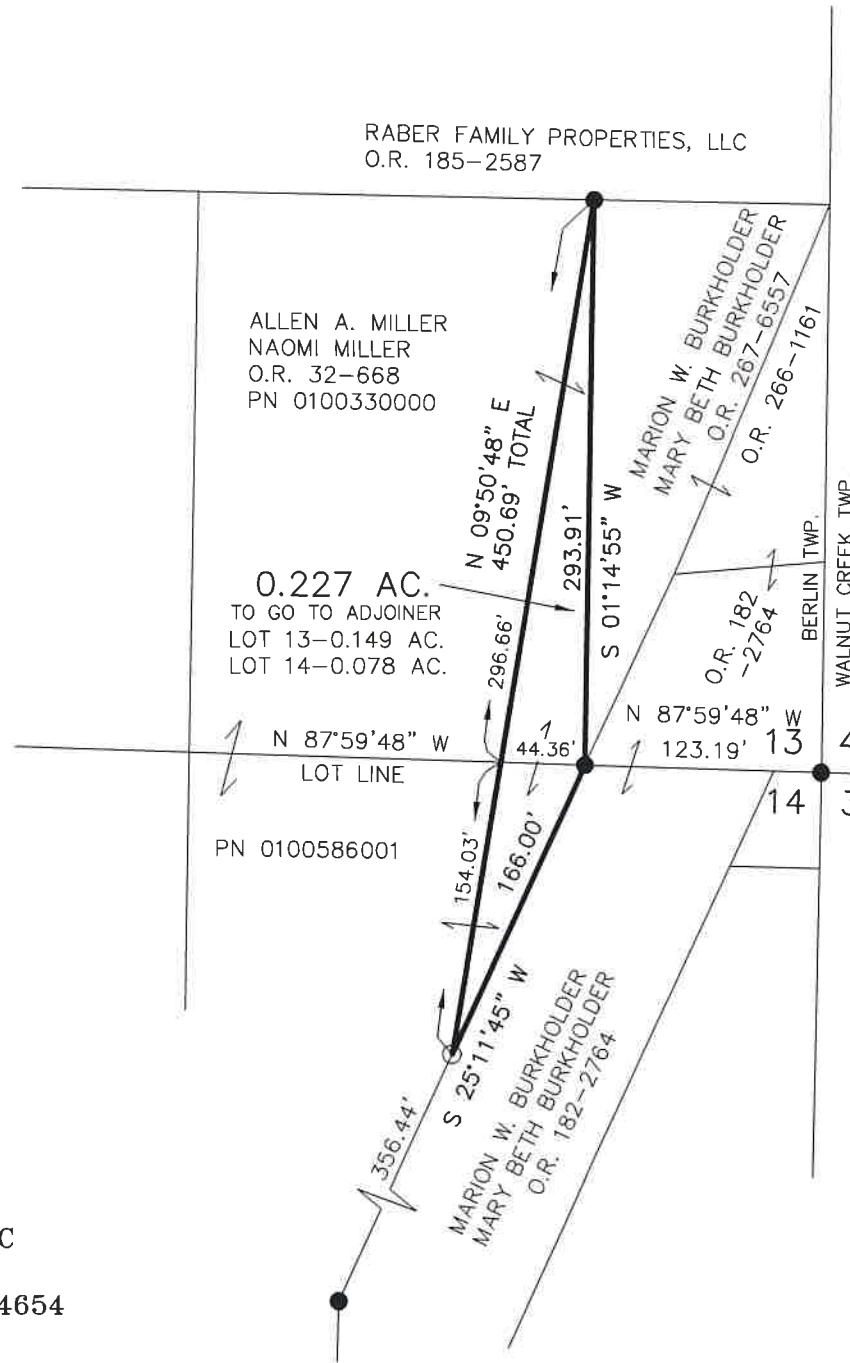 RABER FAMILY PROPERTIES, LLC
O.R. 185-2587
ALLEN A. MILLER
NAOMI MILLER
O.R. 32-668
PN 0100330000
MARION W. BURKHOLDER
MARY BETH BURKHOLDER
O.R. 267-6557
O.R. 266-1161
N 09°50'48" E
450.69' TOTAL
293.91'
S 01°14'55" W
0.227 AC.
TO GO TO ADJOINER
LOT 13-0.149 AC.
LOT 14-0.078 AC.
296.66'
O.R. 182
-2764
BERLIN TWP.
WALNUT CREEK TWP.
N 87°59'48" W
LOT LINE
44.36'
N 87°59'48" W
123.19'
13
4
14
PN 0100586001
154.03'
166.00'
S 25°11'45" W
MARION W. BURKHOLDER
MARY BETH BURKHOLDER
O.R. 182-2764
356.44'
C
4654